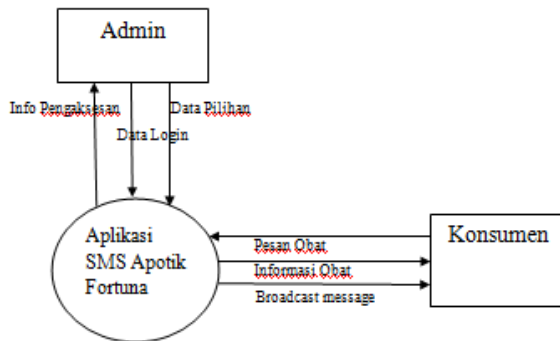 Admin
Info Pengaksesan
Data Pilihan
Data Login
Aplikasi
SMS Apotik
Fortuna
Pesan Obat
Informasi Obat
Broadcast message
Konsumen